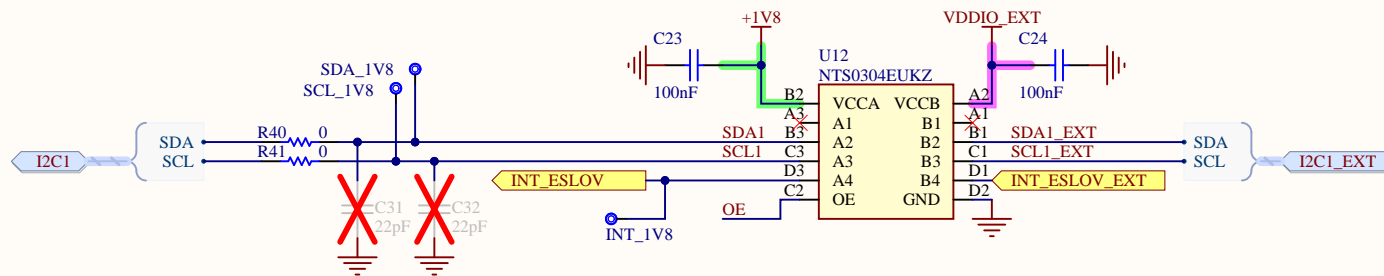 +1V8
VDDIO_EXT
C23
100nF
C24
100nF
U12
NTS0304EUKZ
SDA_1V8
SCL_1V8
B2 VCCA VCCB A2
A3 A1 B1 A1
SDA R40 0 SDA1 B3 A2 B2 B1 SDA1_EXT SDA
SCL R41 0 SCL1 C3 A3 B3 C1 SCL1_EXT SCL
I2C1
I2C1_EXT
INT_ESLOV D3 A4 B4 D1 INT_ESLOV_EXT
OE C2 OE GND D2
C31
22pF
C32
22pF
INT_1V8